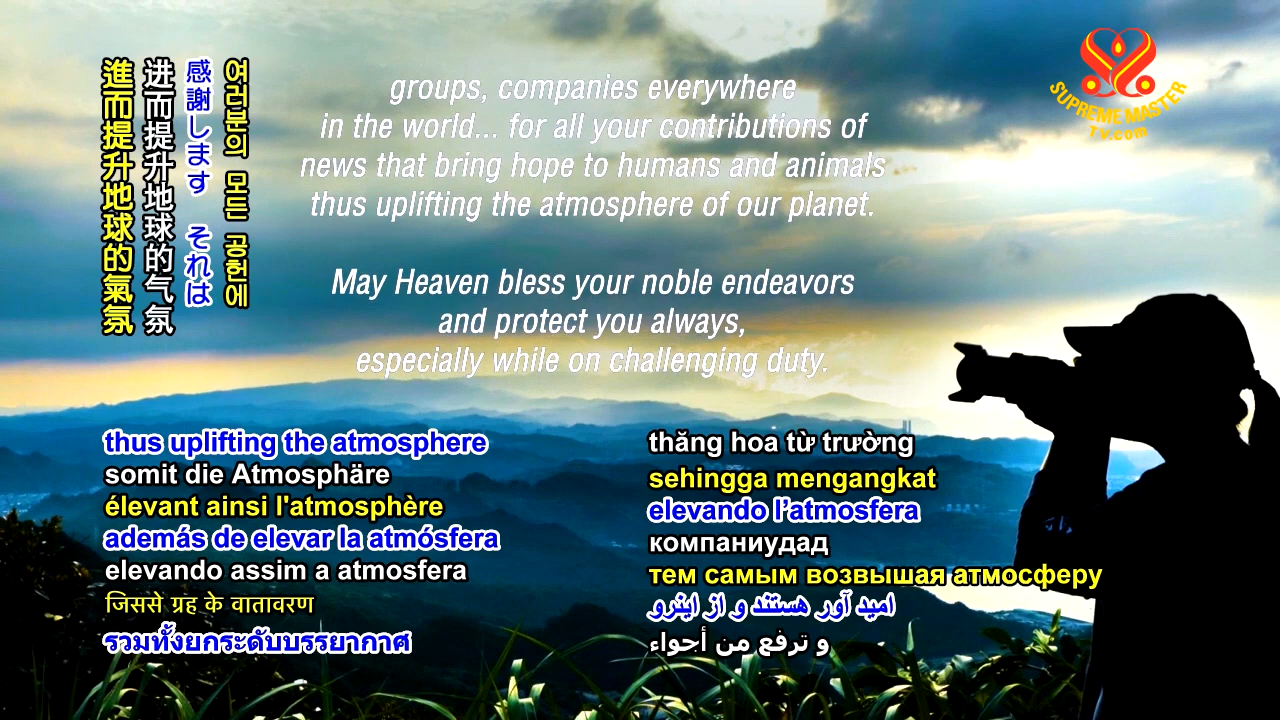 進而提升地球的氣氛
进而提升地球的气氛
感謝します それは
여러분의 모든 공헌에
groups, companies everywhere
in the world... for all your contributions of
news that bring hope to humans and animals
thus uplifting the atmosphere of our planet.
May Heaven bless your noble endeavors
and protect you always,
especially while on challenging duty.
SUPREME MASTER
TV.com
thus uplifting the atmosphere
somit die Atmosphäre
élevant ainsi l'atmosphère
además de elevar la atmósfera
elevando assim a atmosfera
जिससे ग्रह के वातावरण
รวมทั้งยกระดับบรรยากาศ
thăng hoa từ trường
sehingga mengangkat
elevando l’atmosfera
компаниудад
тем самым возвышая атмосферу
امید آور هستند و از اینرو
و ترفع من أجواء